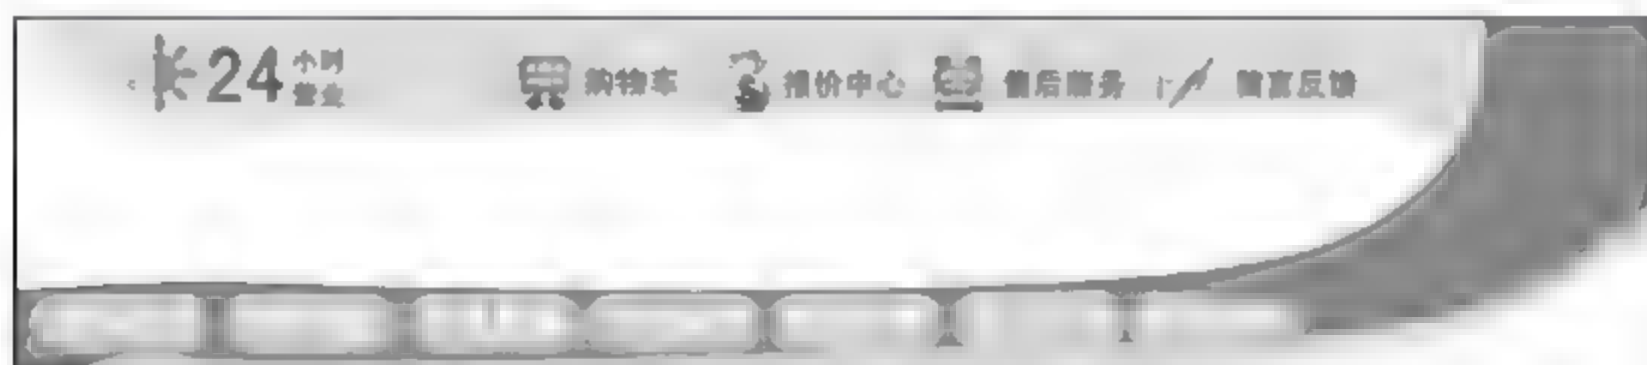 24小时
营业
购物车
报价中心
售后服务
留言反馈